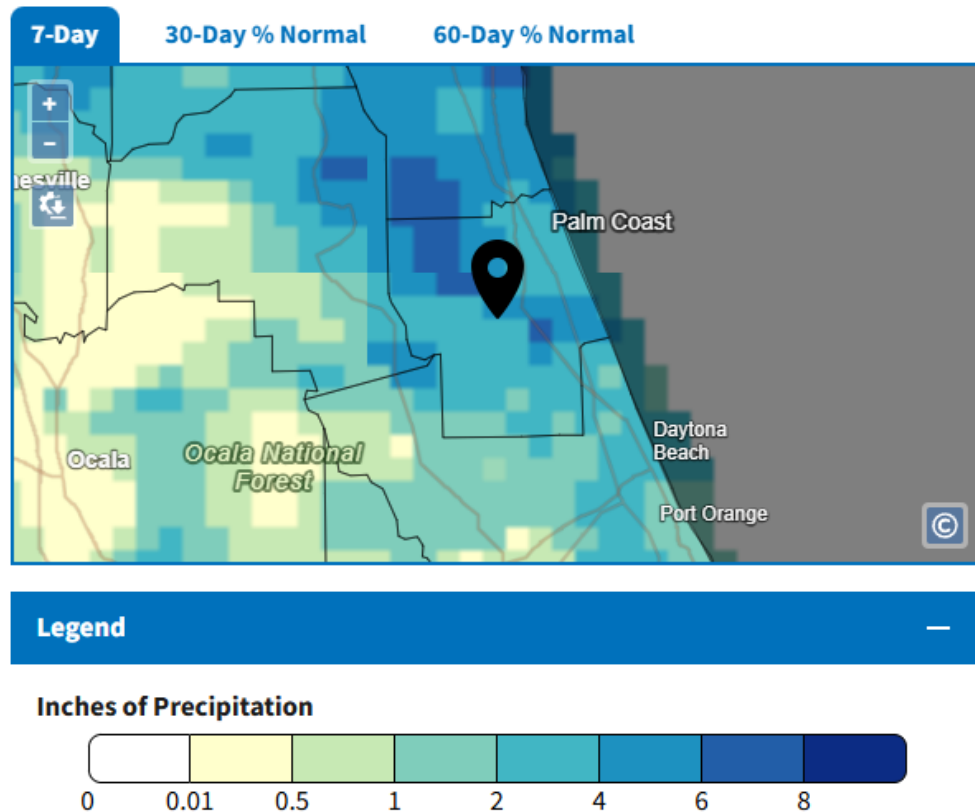 7-Day 30-Day % Normal 60-Day % Normal
+
−
nesville
Palm Coast
Ocala
Ocala National
Forest
Daytona
Beach
Port Orange
©
Legend −
Inches of Precipitation
0 0.01 0.5 1 2 4 6 8